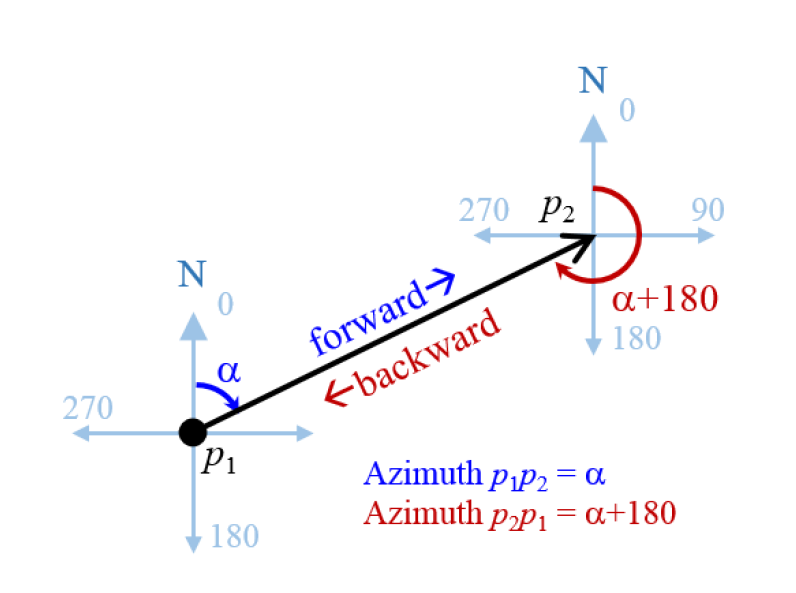 N
0
270
p₂
90
α+180
180
N
0
forward→
←backward
α
270
p₁
180
Azimuth p₁p₂ = α
Azimuth p₂p₁ = α+180